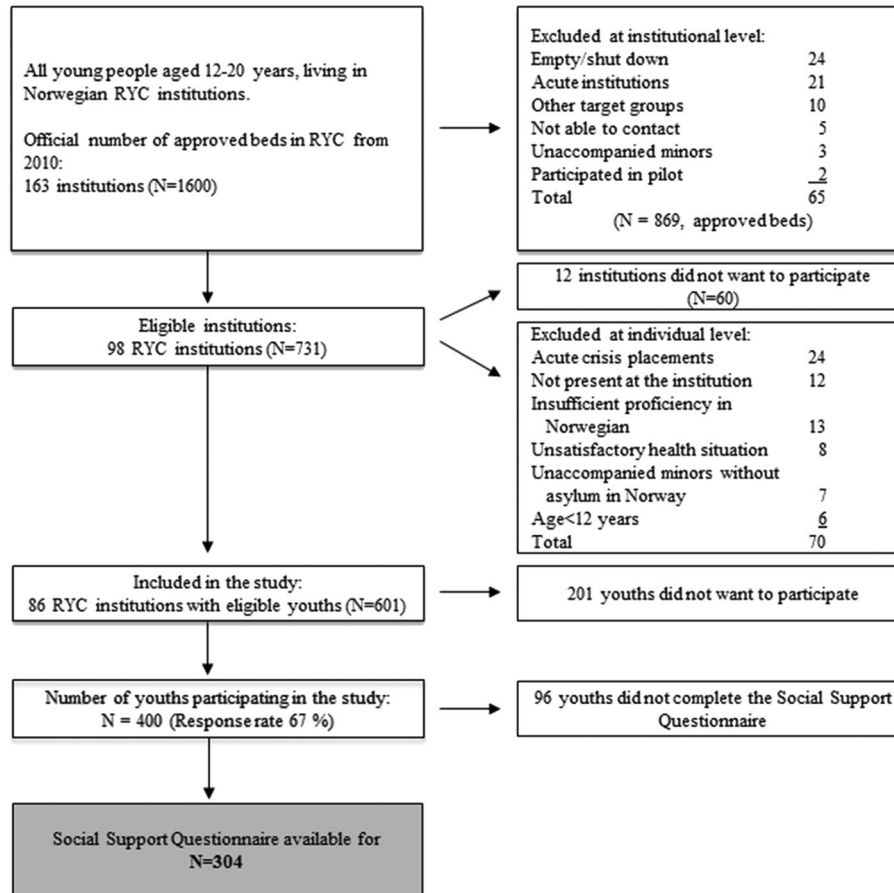 All young people aged 12-20 years, living in
Norwegian RYC institutions.
Official number of approved beds in RYC from
2010:
163 institutions (N=1600)
Excluded at institutional level:
Empty/shut down 24
Acute institutions 21
Other target groups 10
Not able to contact 5
Unaccompanied minors 3
Participated in pilot 2
Total 65
(N = 869, approved beds)
12 institutions did not want to participate
(N=60)
Eligible institutions:
98 RYC institutions (N=731)
Excluded at individual level:
Acute crisis placements 24
Not present at the institution 12
Insufficient proficiency in
Norwegian 13
Unsatisfactory health situation 8
Unaccompanied minors without
asylum in Norway 7
Age<12 years 6
Total 70
Included in the study:
86 RYC institutions with eligible youths (N=601)
201 youths did not want to participate
Number of youths participating in the study:
N = 400 (Response rate 67 %)
96 youths did not complete the Social Support
Questionnaire
Social Support Questionnaire available for
N=304